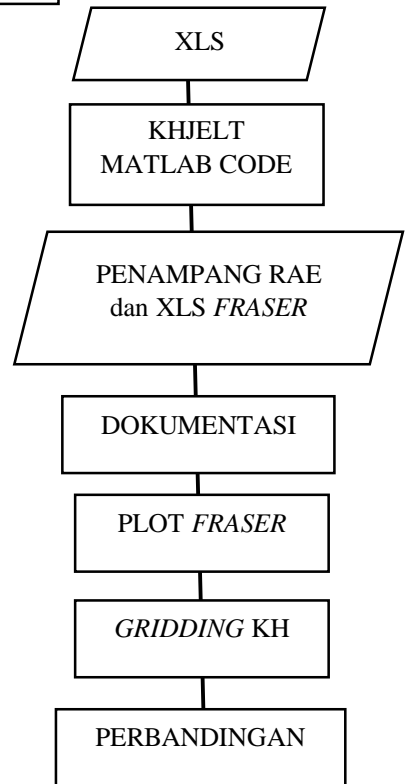 XLS
KHJELT
MATLAB CODE
PENAMPANG RAE
dan XLS FRASER
DOKUMENTASI
PLOT FRASER
GRIDDING KH
PERBANDINGAN